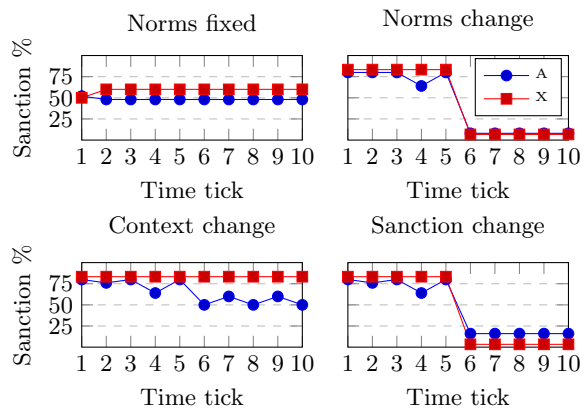 Norms fixed
Sanction %
75
50
25
1 2 3 4 5 6 7 8 9 10
Time tick
Norms change
A
X
1 2 3 4 5 6 7 8 9 10
Time tick
Context change
Sanction %
75
50
25
1 2 3 4 5 6 7 8 9 10
Time tick
Sanction change
1 2 3 4 5 6 7 8 9 10
Time tick